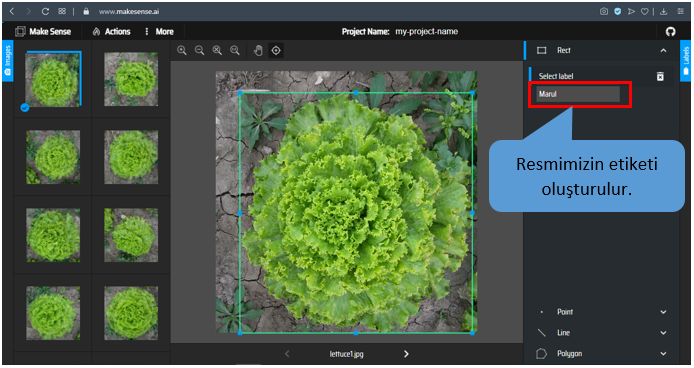 www.makesense.ai
Make Sense
Actions
More
Project Name: my-project-name
Images
Rect
Labels
Select label
Marul
Resmimizin etiketi
oluşturulur.
Point
Line
Polygon
lettuce1.jpg